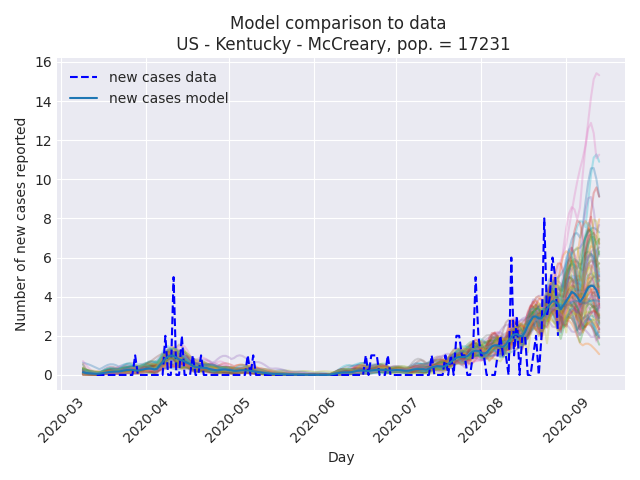 Model comparison to data
US - Kentucky - McCreary, pop. = 17231
new cases data
new cases model
Number of new cases reported
16
14
12
10
8
6
4
2
0
2020-03
2020-04
2020-05
2020-06
2020-07
2020-08
2020-09
Day